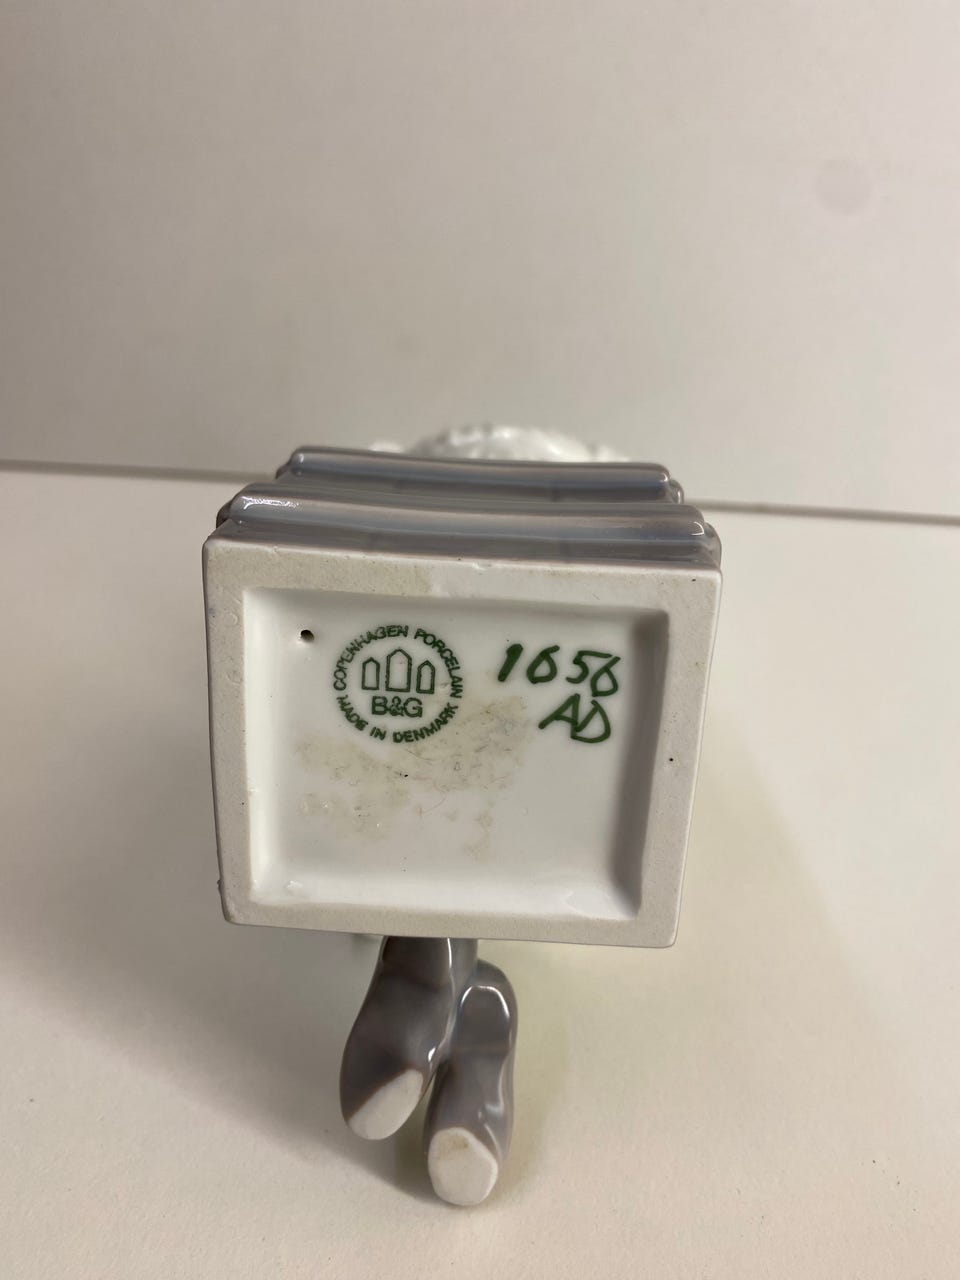 COPENHAGEN PORCELAIN
B&G
MADE IN DENMARK
1656
AD